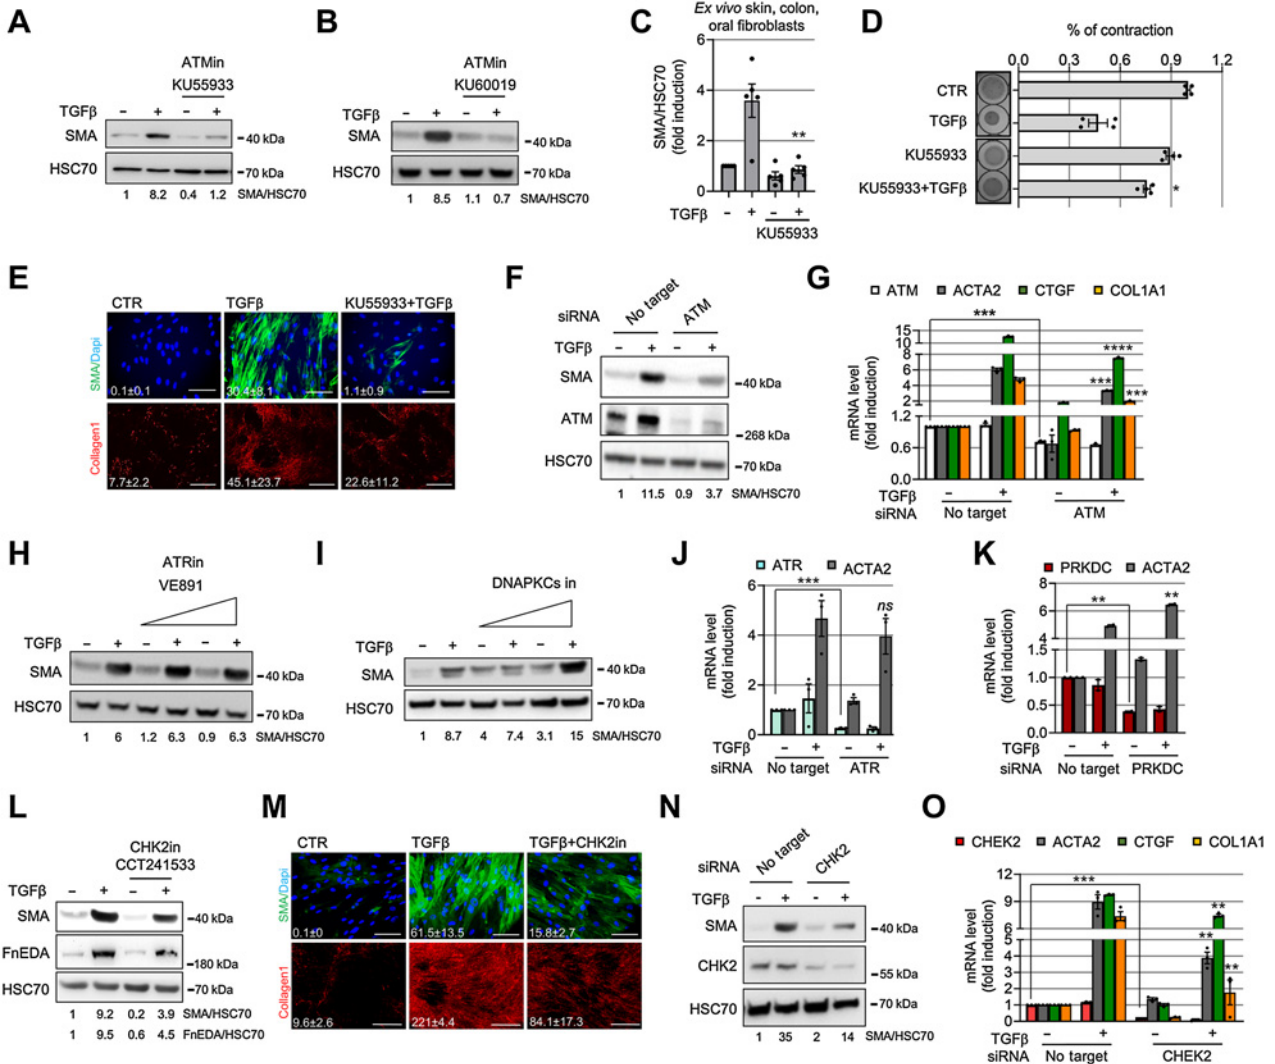 A
ATMin
KU55933
TGFβ – + – +
SMA
40 kDa
HSC70
70 kDa
1 8.2 0.4 1.2 SMA/HSC70
B
ATMin
KU60019
TGFβ – + – +
SMA
40 kDa
HSC70
70 kDa
1 8.5 1.1 0.7 SMA/HSC70
C
Ex vivo skin, colon,
oral fibroblasts
SMA/HSC70
(fold induction)
6
4
2
0
**
TGFβ – + – +
KU55933
D
% of contraction
0.0 0.3 0.6 0.9 1.2
CTR
TGFβ
KU55933
KU55933+TGFβ
*
E
CTR TGFβ KU55933+TGFβ
SMA/Dapi
0.1±0.1 30.4±8.1 1.1±0.9
Collagen1
7.7±2.2 45.1±23.7 22.6±11.2
F
siRNA No target ATM
TGFβ – + – +
SMA
40 kDa
ATM
268 kDa
HSC70
70 kDa
1 11.5 0.9 3.7 SMA/HSC70
G
ATM ACTA2 CTGF COL1A1
mRNA level
(fold induction)
15
10
8
6
4
2
1.2
0.6
0.0
***
***
****
***
TGFβ – + – +
siRNA No target ATM
H
ATRin
VE891
TGFβ – + – + – +
SMA
40 kDa
HSC70
70 kDa
1 6 1.2 6.3 0.9 6.3 SMA/HSC70
I
DNAPKCs in
TGFβ – + – + – +
SMA
40 kDa
HSC70
70 kDa
1 8.7 4 7.4 3.1 15 SMA/HSC70
J
ATR ACTA2
mRNA level
(fold induction)
6
4
2
0
***
ns
TGFβ – + – +
siRNA No target ATR
K
PRKDC ACTA2
mRNA level
(fold induction)
8
6
4
1.5
1.0
0.5
0.0
**
**
TGFβ – + – +
siRNA No target PRKDC
L
CHK2in
CCT241533
TGFβ – + – +
SMA
40 kDa
FnEDA
180 kDa
HSC70
70 kDa
1 9.2 0.2 3.9 SMA/HSC70
1 9.5 0.6 4.5 FnEDA/HSC70
M
CTR TGFβ TGFβ+CHK2in
SMA/Dapi
0.1±0 61.5±13.5 15.8±2.7
Collagen1
9.6±2.6 221±4.4 84.1±17.3
N
siRNA No target CHK2
TGFβ – + – +
SMA
40 kDa
CHK2
55 kDa
HSC70
70 kDa
1 35 2 14 SMA/HSC70
O
CHEK2 ACTA2 CTGF COL1A1
mRNA level
(fold induction)
12
9
6
5
4
3
2
1
0
***
**
**
**
TGFβ – + – +
siRNA No target CHEK2